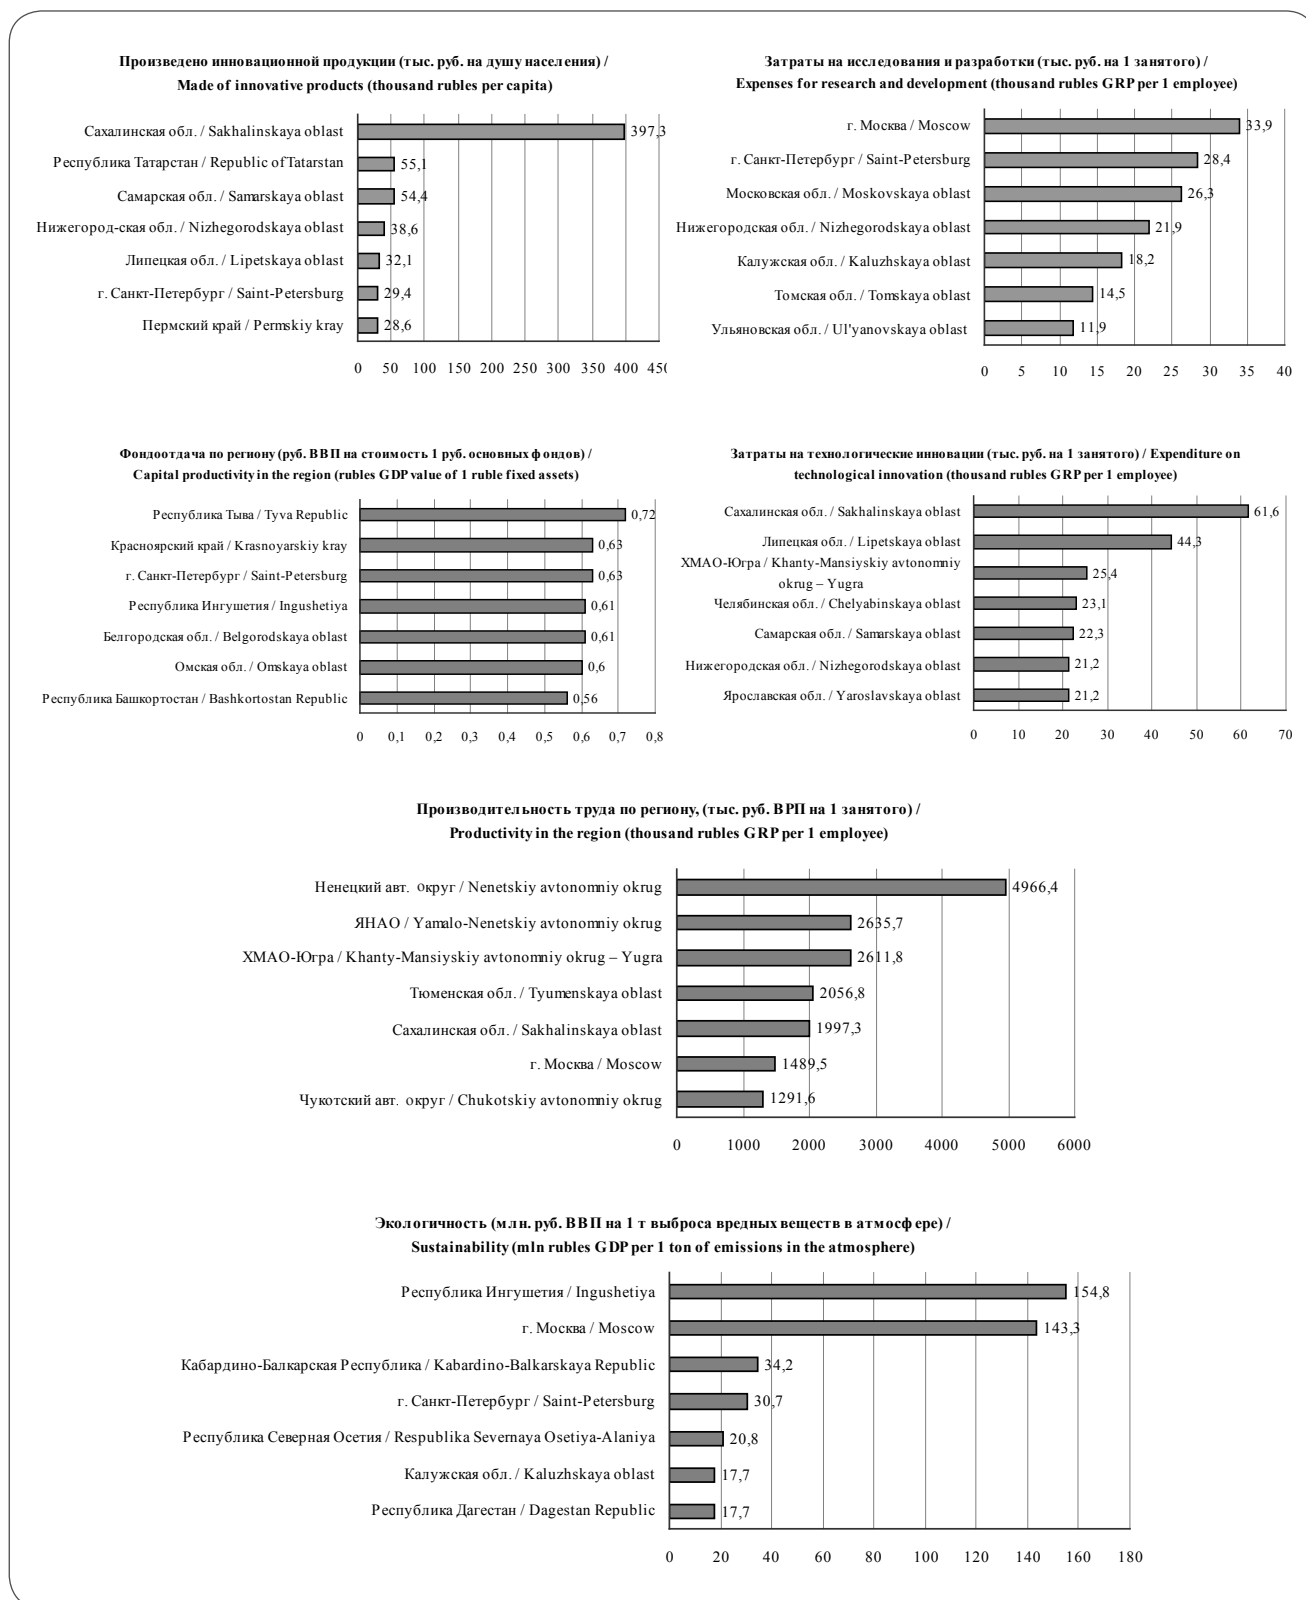 Произведено инновационной продукции (тыс. руб. на душу населения) /
Made of innovative products (thousand rubles per capita)
Сахалинская обл. / Sakhalinskaya oblast 397,3
Республика Татарстан / Republic of Tatarstan 55,1
Самарская обл. / Samarskaya oblast 54,4
Нижегород-ская обл. / Nizhegorodskaya oblast 38,6
Липецкая обл. / Lipetskaya oblast 32,1
г. Санкт-Петербург / Saint-Petersburg 29,4
Пермский край / Permskiy kray 28,6
0 50 100 150 200 250 300 350 400 450
Затраты на исследования и разработки (тыс. руб. на 1 занятого) /
Expenses for research and development (thousand rubles GRP per 1 employee)
г. Москва / Moscow 33,9
г. Санкт-Петербург / Saint-Petersburg 28,4
Московская обл. / Moskovskaya oblast 26,3
Нижегородская обл. / Nizhegorodskaya oblast 21,9
Калужская обл. / Kaluzhskaya oblast 18,2
Томская обл. / Tomskaya oblast 14,5
Ульяновская обл. / Ul'yanovskaya oblast 11,9
0 5 10 15 20 25 30 35 40
Фондоотдача по региону (руб. ВВП на стоимость 1 руб. основных фондов) /
Capital productivity in the region (rubles GDP value of 1 ruble fixed assets)
Республика Тыва / Tyva Republic 0,72
Красноярский край / Krasnoyarskiy kray 0,63
г. Санкт-Петербург / Saint-Petersburg 0,63
Республика Ингушетия / Ingushetiya 0,61
Белгородская обл. / Belgorodskaya oblast 0,61
Омская обл. / Omskaya oblast 0,6
Республика Башкортостан / Bashkortostan Republic 0,56
0 0,1 0,2 0,3 0,4 0,5 0,6 0,7 0,8
Затраты на технологические инновации (тыс. руб. на 1 занятого) / Expenditure on
technological innovation (thousand rubles GRP per 1 employee)
Сахалинская обл. / Sakhalinskaya oblast 61,6
Липецкая обл. / Lipetskaya oblast 44,3
ХМАО-Югра / Khanty-Mansiyskiy avtonomniy
okrug – Yugra 25,4
Челябинская обл. / Chelyabinskaya oblast 23,1
Самарская обл. / Samarskaya oblast 22,3
Нижегородская обл. / Nizhegorodskaya oblast 21,2
Ярославская обл. / Yaroslavskaya oblast 21,2
0 10 20 30 40 50 60 70
Производительность труда по региону, (тыс. руб. ВРП на 1 занятого) /
Productivity in the region (thousand rubles GRP per 1 employee)
Ненецкий авт. округ / Nenetskiy avtonomniy okrug 4966,4
ЯНАО / Yamalo-Nenetskiy avtonomniy okrug 2635,7
ХМАО-Югра / Khanty-Mansiyskiy avtonomniy okrug – Yugra 2611,8
Тюменская обл. / Tyumenskaya oblast 2056,8
Сахалинская обл. / Sakhalinskaya oblast 1997,3
г. Москва / Moscow 1489,5
Чукотский авт. округ / Chukotskiy avtonomniy okrug 1291,6
0 1000 2000 3000 4000 5000 6000
Экологичность (млн. руб. ВВП на 1 т выброса вредных веществ в атмосфере) /
Sustainability (mln rubles GDP per 1 ton of emissions in the atmosphere)
Республика Ингушетия / Ingushetiya 154,8
г. Москва / Moscow 143,3
Кабардино-Балкарская Республика / Kabardino-Balkarskaya Republic 34,2
г. Санкт-Петербург / Saint-Petersburg 30,7
Республика Северная Осетия / Respublika Severnaya Osetiya-Alaniya 20,8
Калужская обл. / Kaluzhskaya oblast 17,7
Республика Дагестан / Dagestan Republic 17,7
0 20 40 60 80 100 120 140 160 180